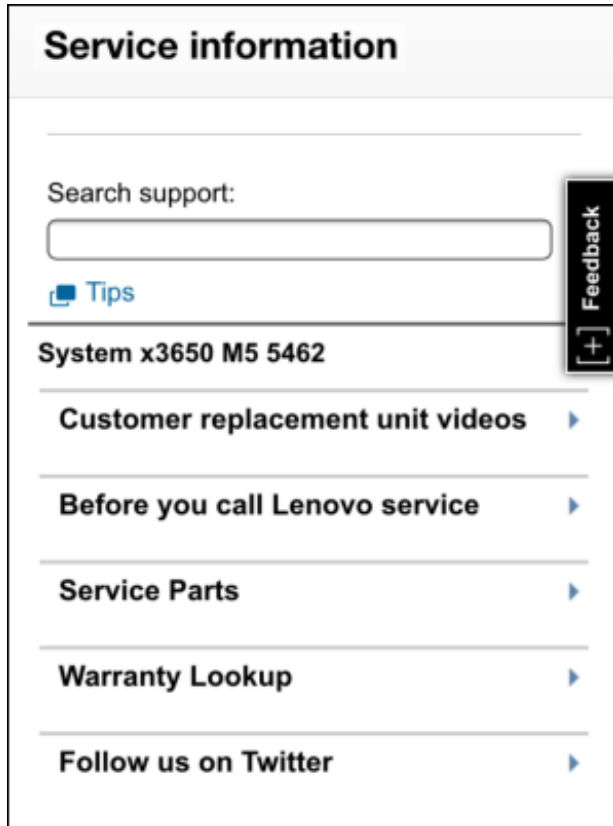 Service information
Search support:
Tips
[+] Feedback
System x3650 M5 5462
Customer replacement unit videos
Before you call Lenovo service
Service Parts
Warranty Lookup
Follow us on Twitter